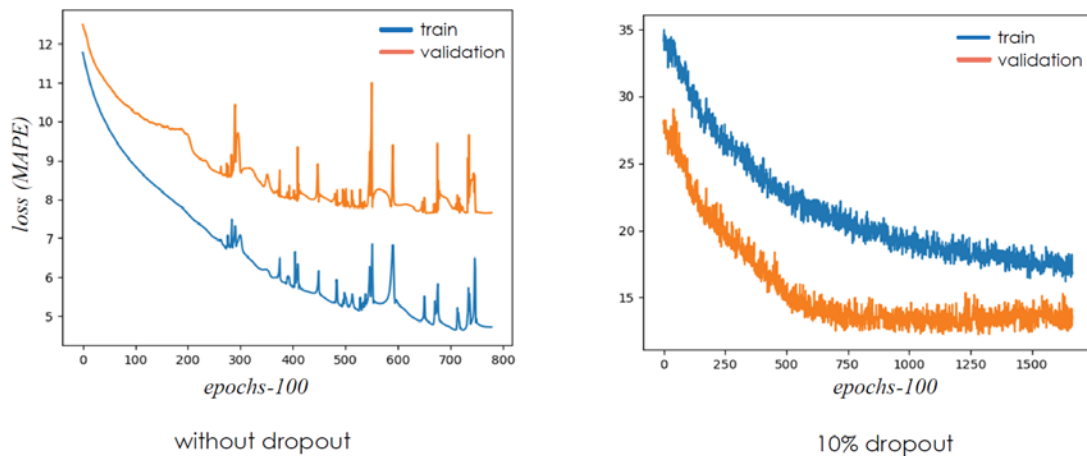 train
validation
12
11
10
9
8
7
6
5
loss (MAPE)
0 100 200 300 400 500 600 700 800
epochs-100
without dropout
train
validation
35
30
25
20
15
0 250 500 750 1000 1250 1500
epochs-100
10% dropout